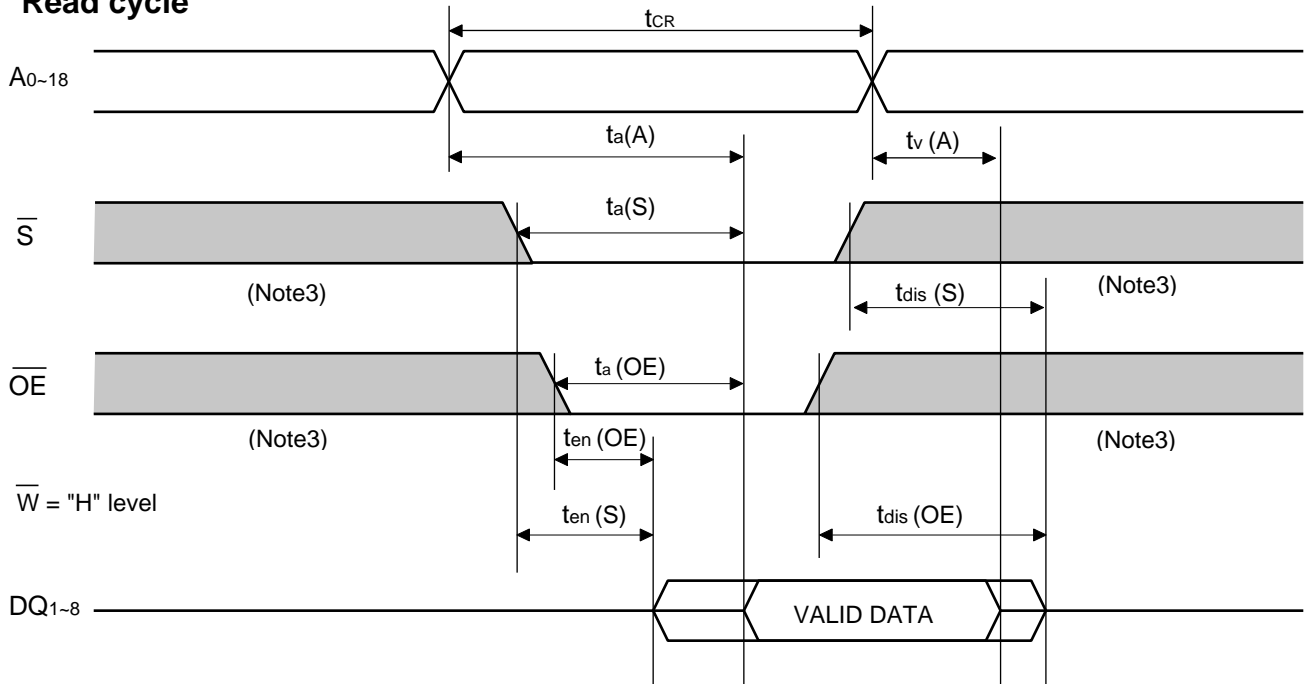 Read cycle
tCR
A0~18
ta(A)
tv (A)
ta(S)
S
(Note3)
tdis (S)
(Note3)
ta (OE)
OE
(Note3)
ten (OE)
(Note3)
W = "H" level
ten (S)
tdis (OE)
DQ1~8
VALID DATA